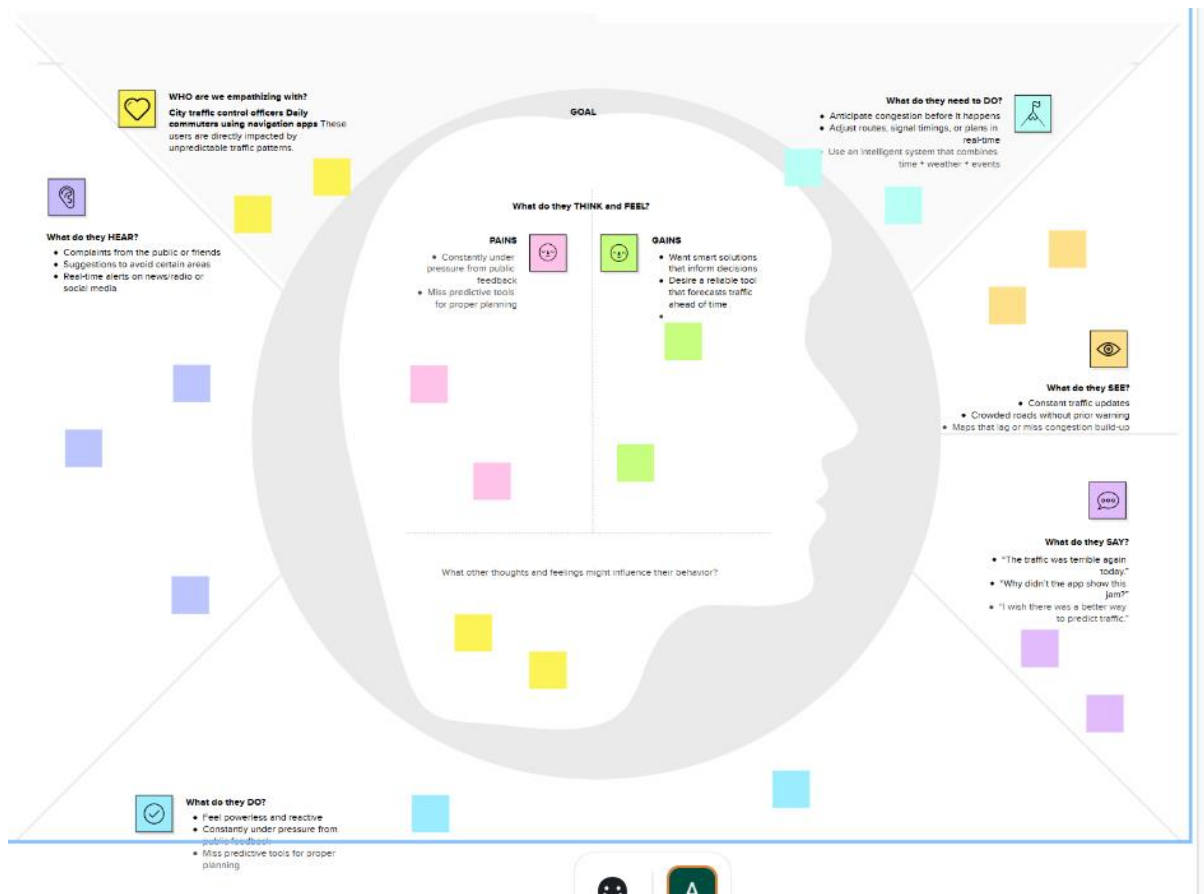 WHO are we empathizing with?
City traffic control officers Daily
commuters using navigation apps These
users are directly impacted by
unpredictable traffic patterns.
GOAL
What do they need to DO?
• Anticipate congestion before it happens
• Adjust routes, signal timings, or plans in
real-time
• Use an intelligent system that combines
time + weather + events
What do they HEAR?
• Complaints from the public or friends
• Suggestions to avoid certain areas
• Real-time alerts on news/radio or
social media
What do they THINK and FEEL?
PAINS
• Constantly under
pressure from public
feedback
• Miss predictive tools
for proper planning
GAINS
• Want smart solutions
that inform decisions
• Desire a reliable tool
that forecasts traffic
ahead of time
•
What do they SEE?
• Constant traffic updates
• Crowded roads without prior warning
• Maps that lag or miss congestion build-up
What do they SAY?
• "The traffic was terrible again
today."
• "Why didn't the app show this
jam?"
• "I wish there was a better way
to predict traffic."
What other thoughts and feelings might influence their behavior?
What do they DO?
• Feel powerless and reactive
• Constantly under pressure from
public feedback
• Miss predictive tools for proper
planning
A